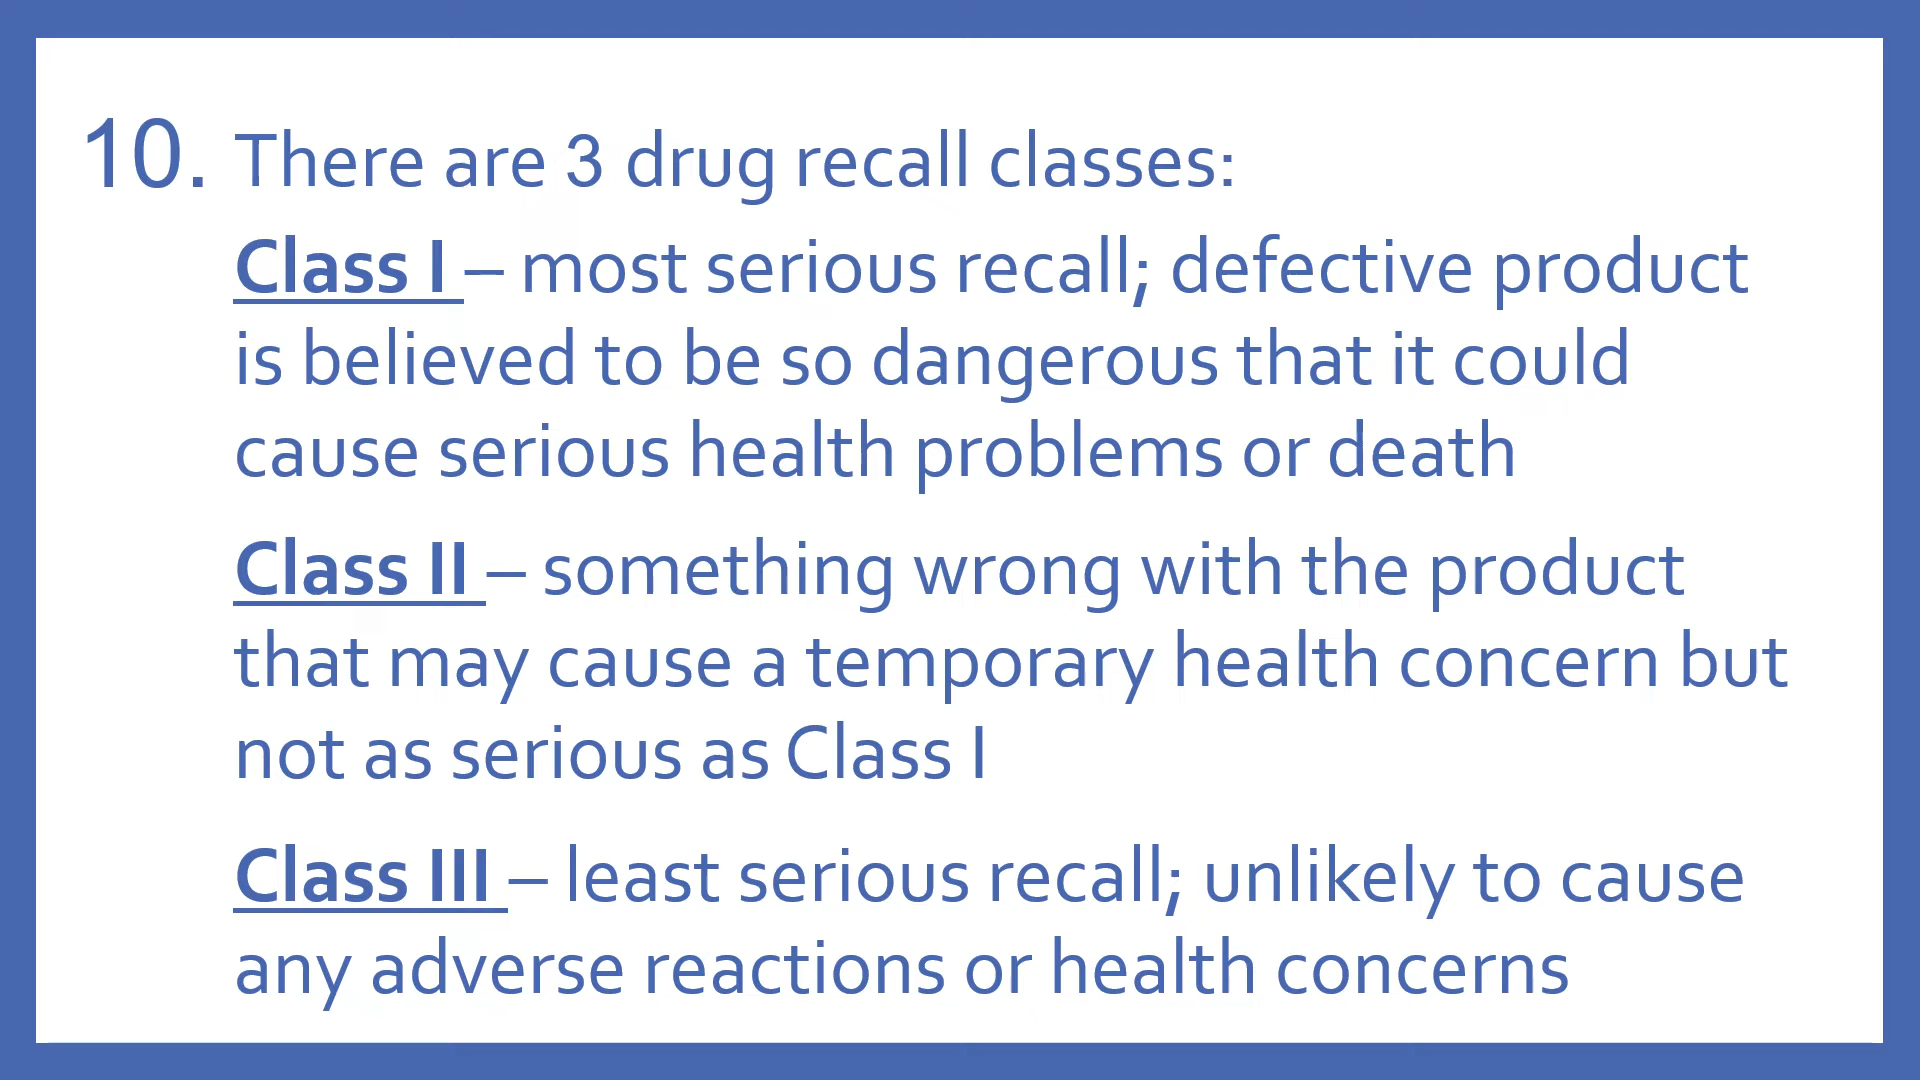 10. There are 3 drug recall classes:
Class I – most serious recall; defective product
is believed to be so dangerous that it could
cause serious health problems or death
Class II – something wrong with the product
that may cause a temporary health concern but
not as serious as Class I
Class III – least serious recall; unlikely to cause
any adverse reactions or health concerns